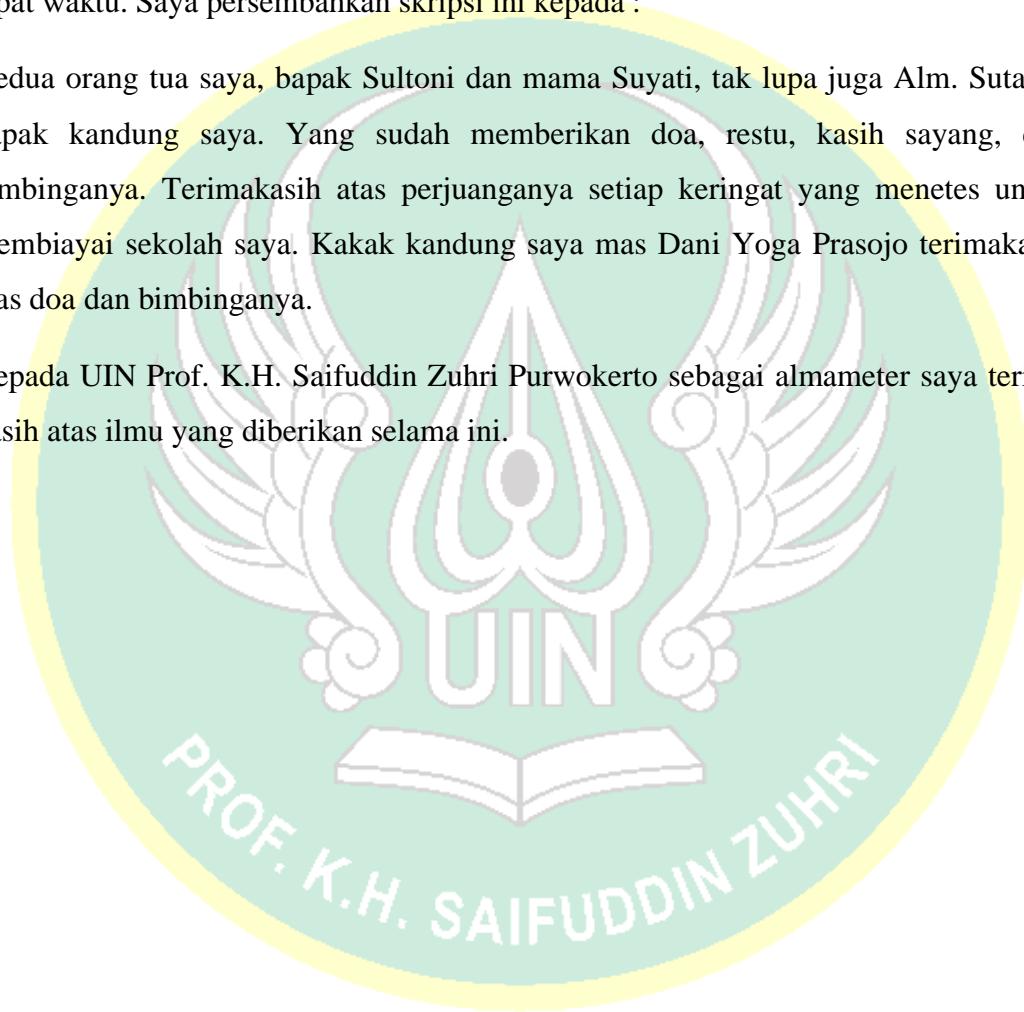 pat waktu. Saya persembahkan skripsi ini kepada :
edua orang tua saya, bapak Sultoni dan mama Suyati, tak lupa juga Alm. Suta
apak kandung saya. Yang sudah memberikan doa, restu, kasih sayang,
mbinganya. Terimakasih atas perjuanganya setiap keringat yang menetes un
embiayai sekolah saya. Kakak kandung saya mas Dani Yoga Prasojo terimaka
as doa dan bimbinganya.
epada UIN Prof. K.H. Saifuddin Zuhri Purwokerto sebagai almameter saya teri
asih atas ilmu yang diberikan selama ini.
UIN
PROF. K.H. SAIFUDDIN ZUHRI